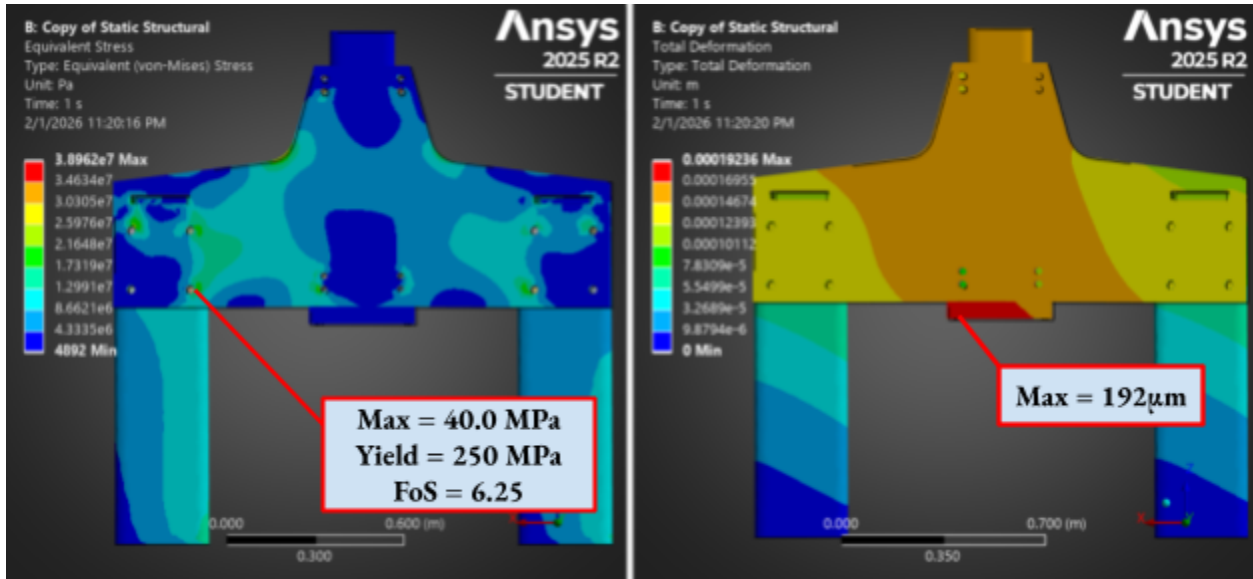 B: Copy of Static Structural
Equivalent Stress
Type: Equivalent (von-Mises) Stress
Unit: Pa
Time: 1 s
2/1/2026 11:20:16 PM
Ansys
2025 R2
STUDENT
3.8962e7 Max
3.4634e7
3.0305e7
2.5976e7
2.1648e7
1.7319e7
1.2991e7
8.6621e6
4.3335e6
4892 Min
Max = 40.0 MPa
Yield = 250 MPa
FoS = 6.25
0.000
0.600 (m)
0.300
X
B: Copy of Static Structural
Total Deformation
Type: Total Deformation
Unit: m
Time: 1 s
2/1/2026 11:20:20 PM
Ansys
2025 R2
STUDENT
0.00019236 Max
0.00016955
0.00014674
0.00012393
0.00010112
7.8309e-5
5.5499e-5
3.2689e-5
9.8794e-6
0 Min
Max = 192μm
0.000
0.700 (m)
0.350
X
Y
Z